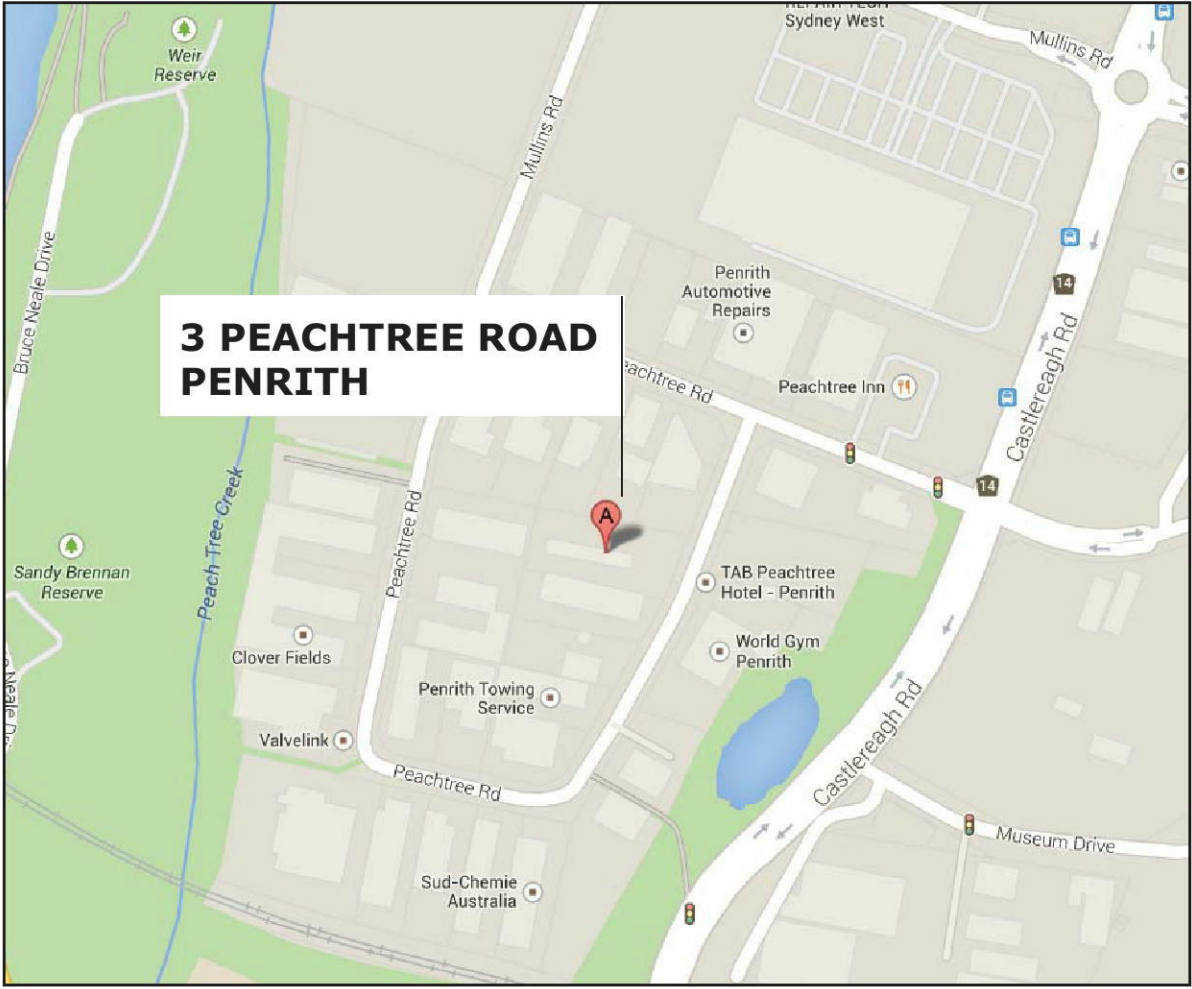 Sydney West
Mullins Rd
Weir
Reserve
Mullins Rd
Bruce Neale Drive
14
Penrith
Automotive
Repairs
3 PEACHTREE ROAD
PENRITH
eachtree Rd
Peachtree Inn
Castlereagh Rd
14
Peachtree Rd
Peach Tree Creek
A
Sandy Brennan
Reserve
TAB Peachtree
Hotel - Penrith
Clover Fields
World Gym
Penrith
Neale
Penrith Towing
Service
Valvelink
Castlereagh Rd
Peachtree Rd
Museum Drive
Sud-Chemie
Australia